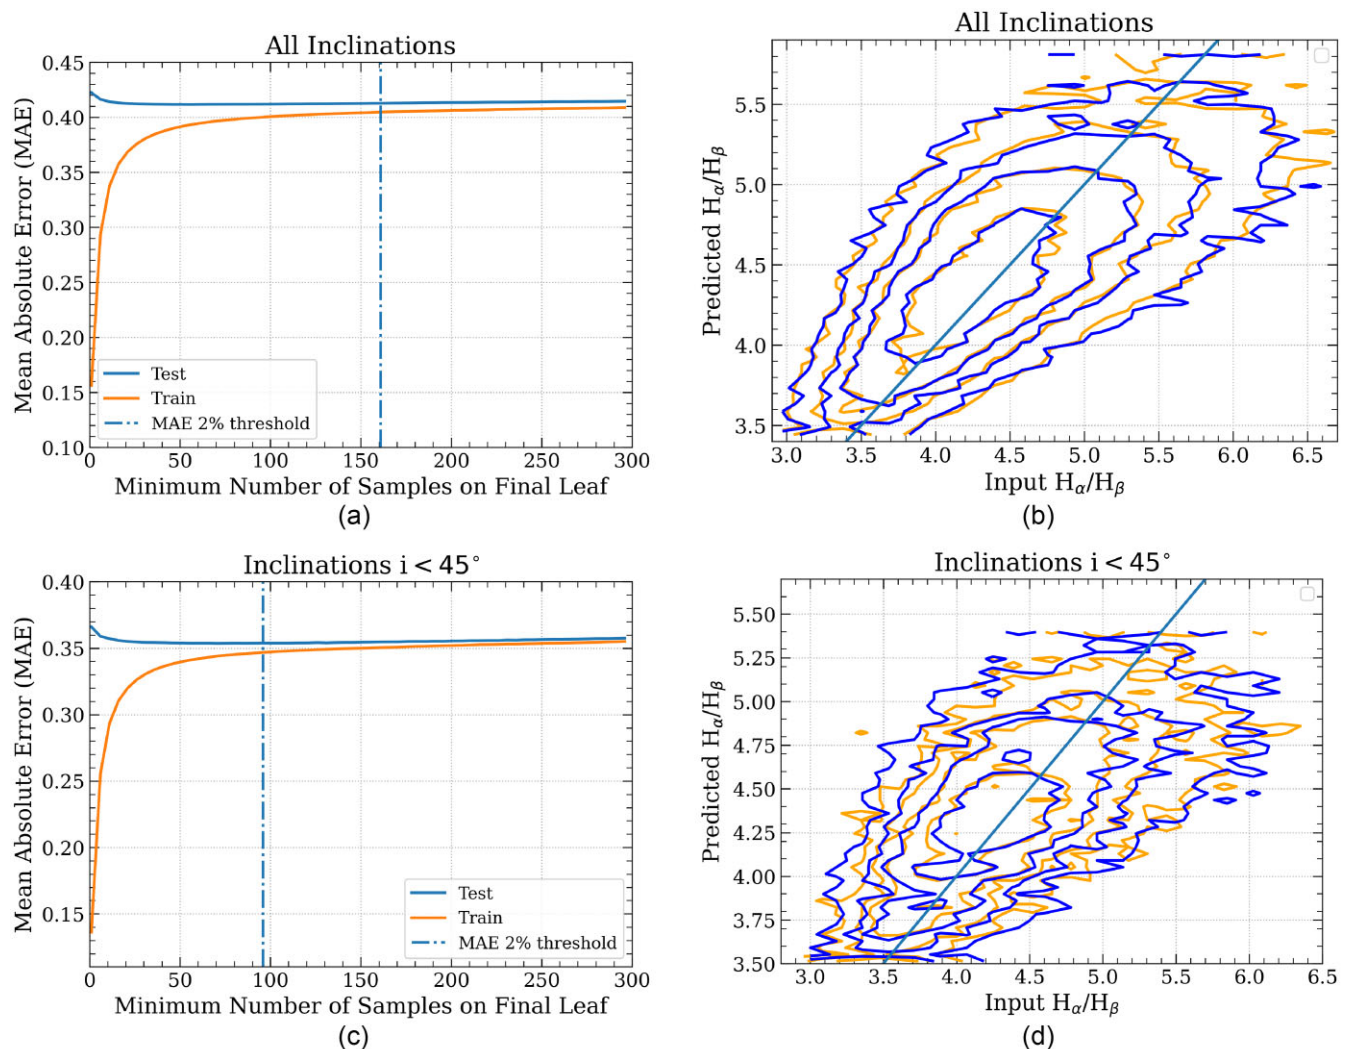 All Inclinations
Mean Absolute Error (MAE)
0.45
0.40
0.35
0.30
0.25
0.20
0.15
0.10
Test
Train
MAE 2% threshold
0 50 100 150 200 250 300
Minimum Number of Samples on Final Leaf
(a)
All Inclinations
Predicted Hα/Hβ
5.5
5.0
4.5
4.0
3.5
3.0 3.5 4.0 4.5 5.0 5.5 6.0 6.5
Input Hα/Hβ
(b)
Inclinations i < 45°
Mean Absolute Error (MAE)
0.40
0.35
0.30
0.25
0.20
0.15
Test
Train
MAE 2% threshold
0 50 100 150 200 250 300
Minimum Number of Samples on Final Leaf
(c)
Inclinations i < 45°
Predicted Hα/Hβ
5.50
5.25
5.00
4.75
4.50
4.25
4.00
3.75
3.50
3.0 3.5 4.0 4.5 5.0 5.5 6.0 6.5
Input Hα/Hβ
(d)